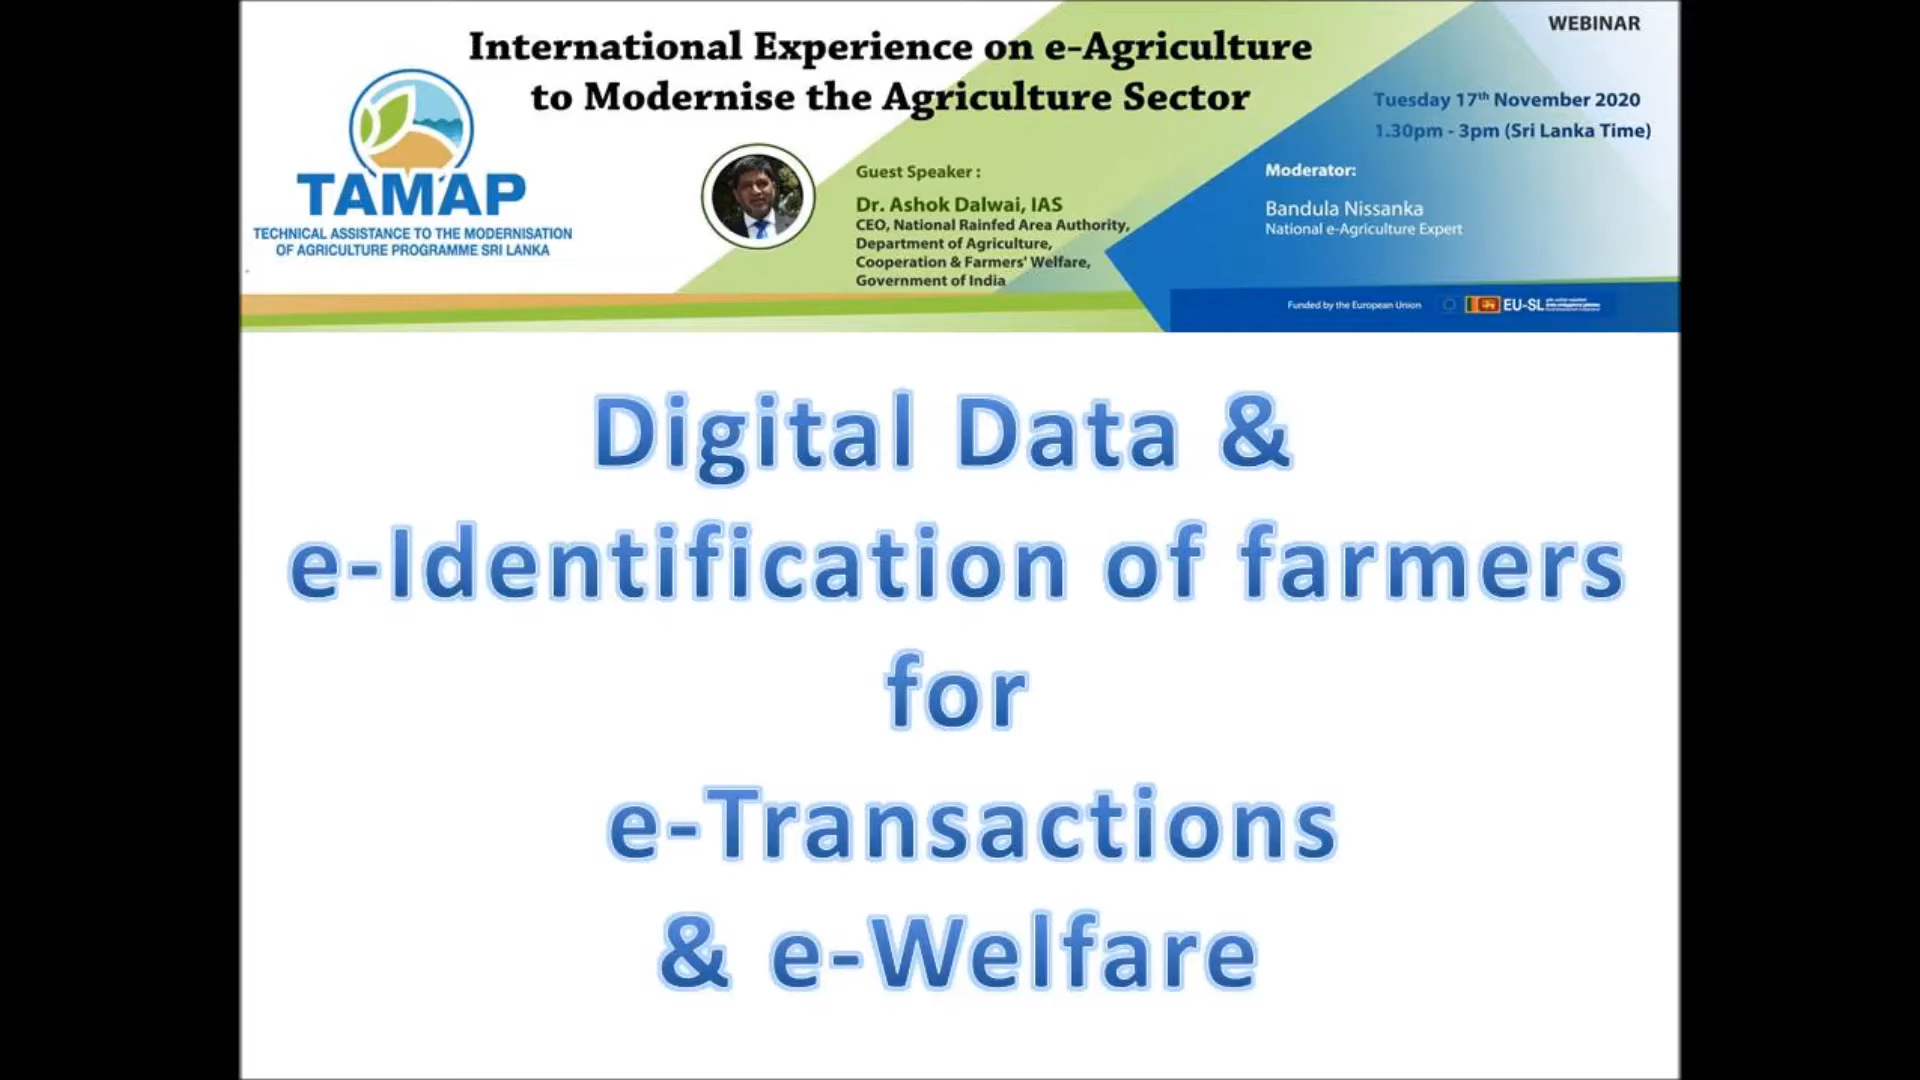 WEBINAR
International Experience on e-Agriculture
to Modernise the Agriculture Sector
Tuesday 17th November 2020
1.30pm - 3pm (Sri Lanka Time)
TAMAP
TECHNICAL ASSISTANCE TO THE MODERNISATION
OF AGRICULTURE PROGRAMME SRI LANKA
Guest Speaker :
Dr. Ashok Dalwai, IAS
CEO, National Rainfed Area Authority,
Department of Agriculture,
Cooperation & Farmers' Welfare,
Government of India
Moderator:
Bandula Nissanka
National e-Agriculture Expert
Funded by the European Union
EU-SL
Digital Data &
e-Identification of farmers
for
e-Transactions
& e-Welfare